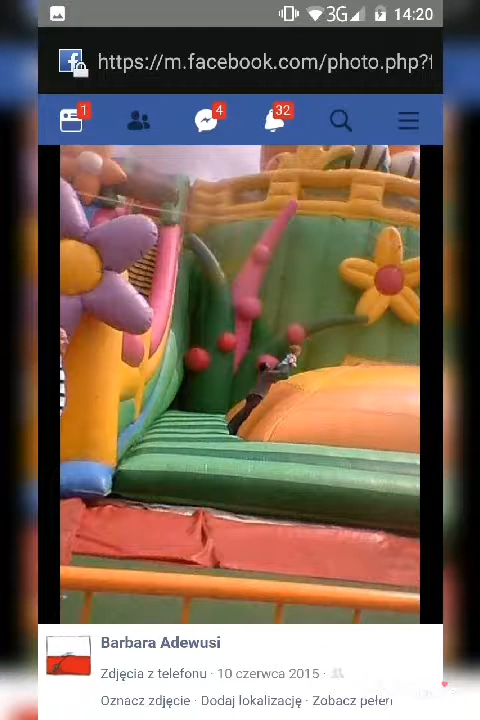 3G 14:20
https://m.facebook.com/photo.php?f
1 4 32
Barbara Adewusi
Zdjęcia z telefonu · 10 czerwca 2015 ·
Oznacz zdjęcie · Dodaj lokalizację · Zobacz pełen